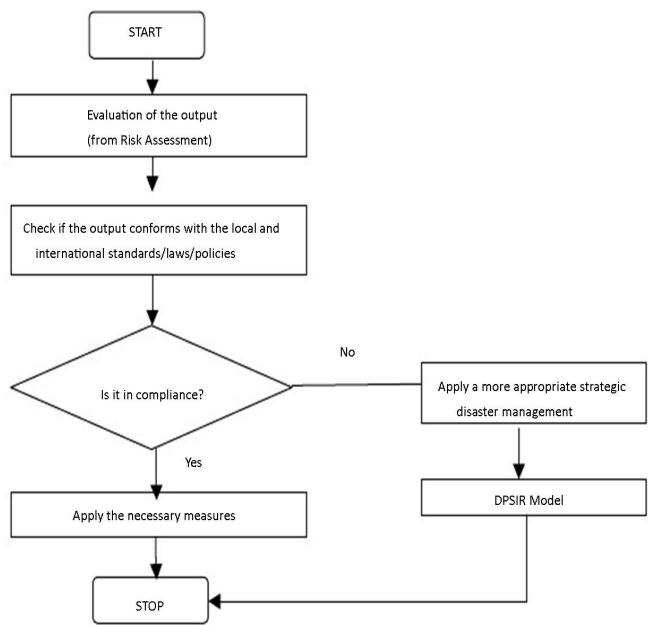 START
Evaluation of the output
(from Risk Assessment)
Check if the output conforms with the local and
international standards/laws/policies
Is it in compliance?
No
Apply a more appropriate strategic
disaster management
Yes
DPSIR Model
Apply the necessary measures
STOP